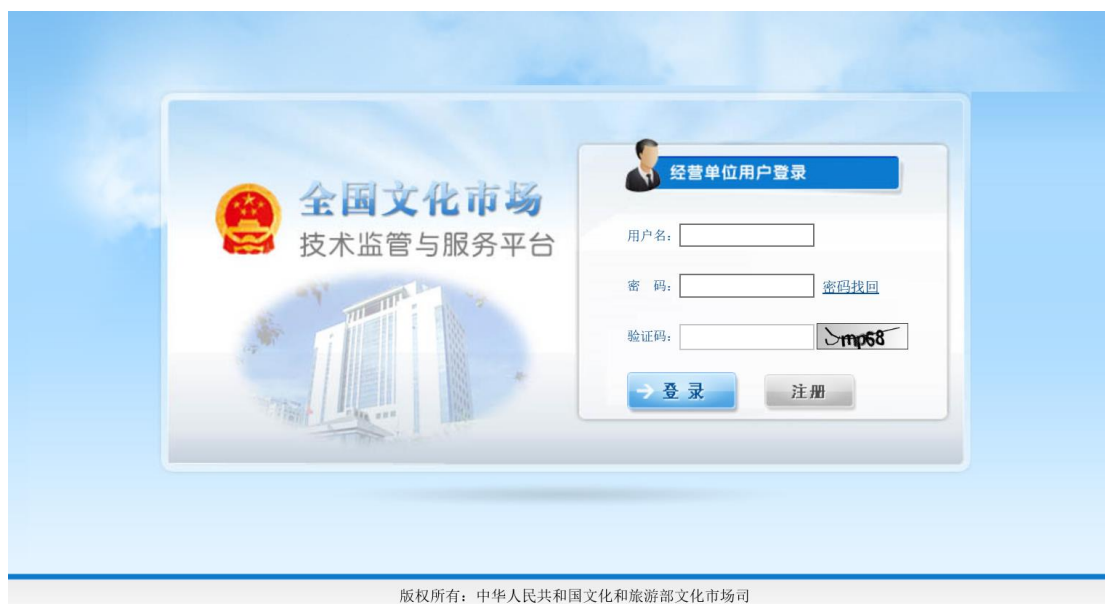 经营单位用户登录
全国文化市场
技术监管与服务平台
用户名：
密 码：
密码找回
验证码：
登录
注册
版权所有：中华人民共和国文化和旅游部文化市场司